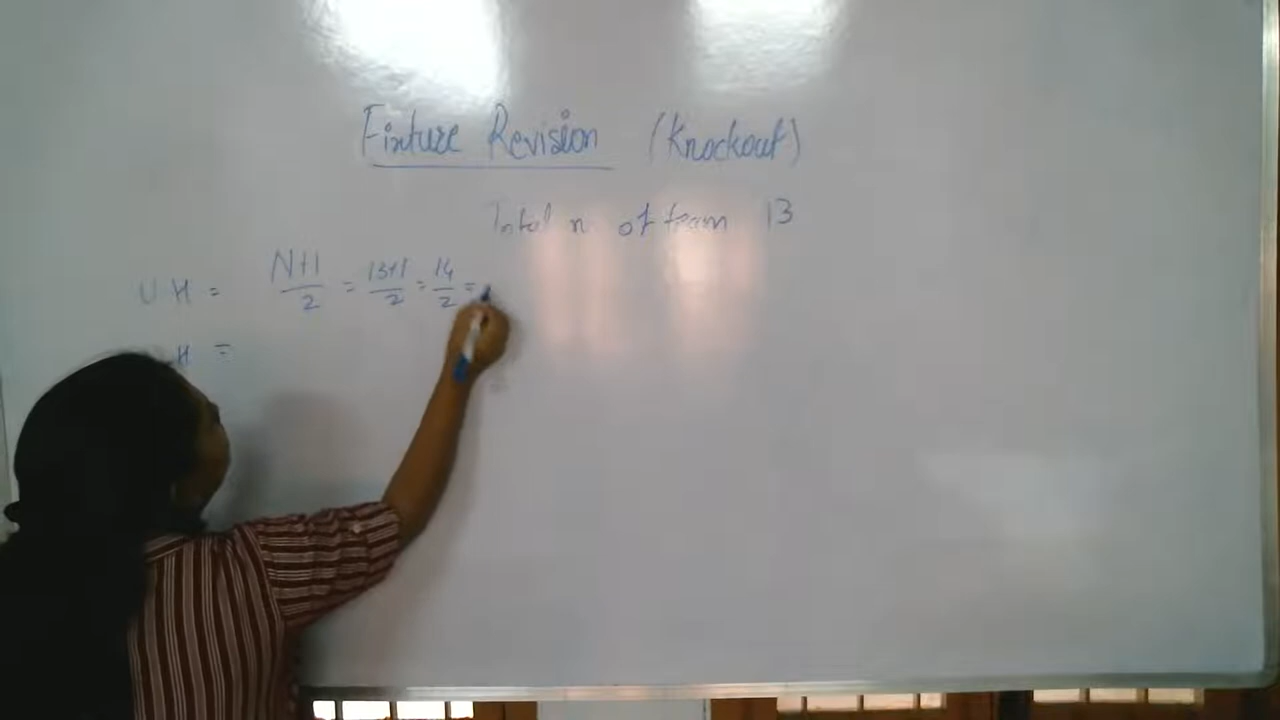 Fixture Revision (Knockout)
Total n of team 13
U H = N+1/2 = 13+1/2 = 14/2 =
H =